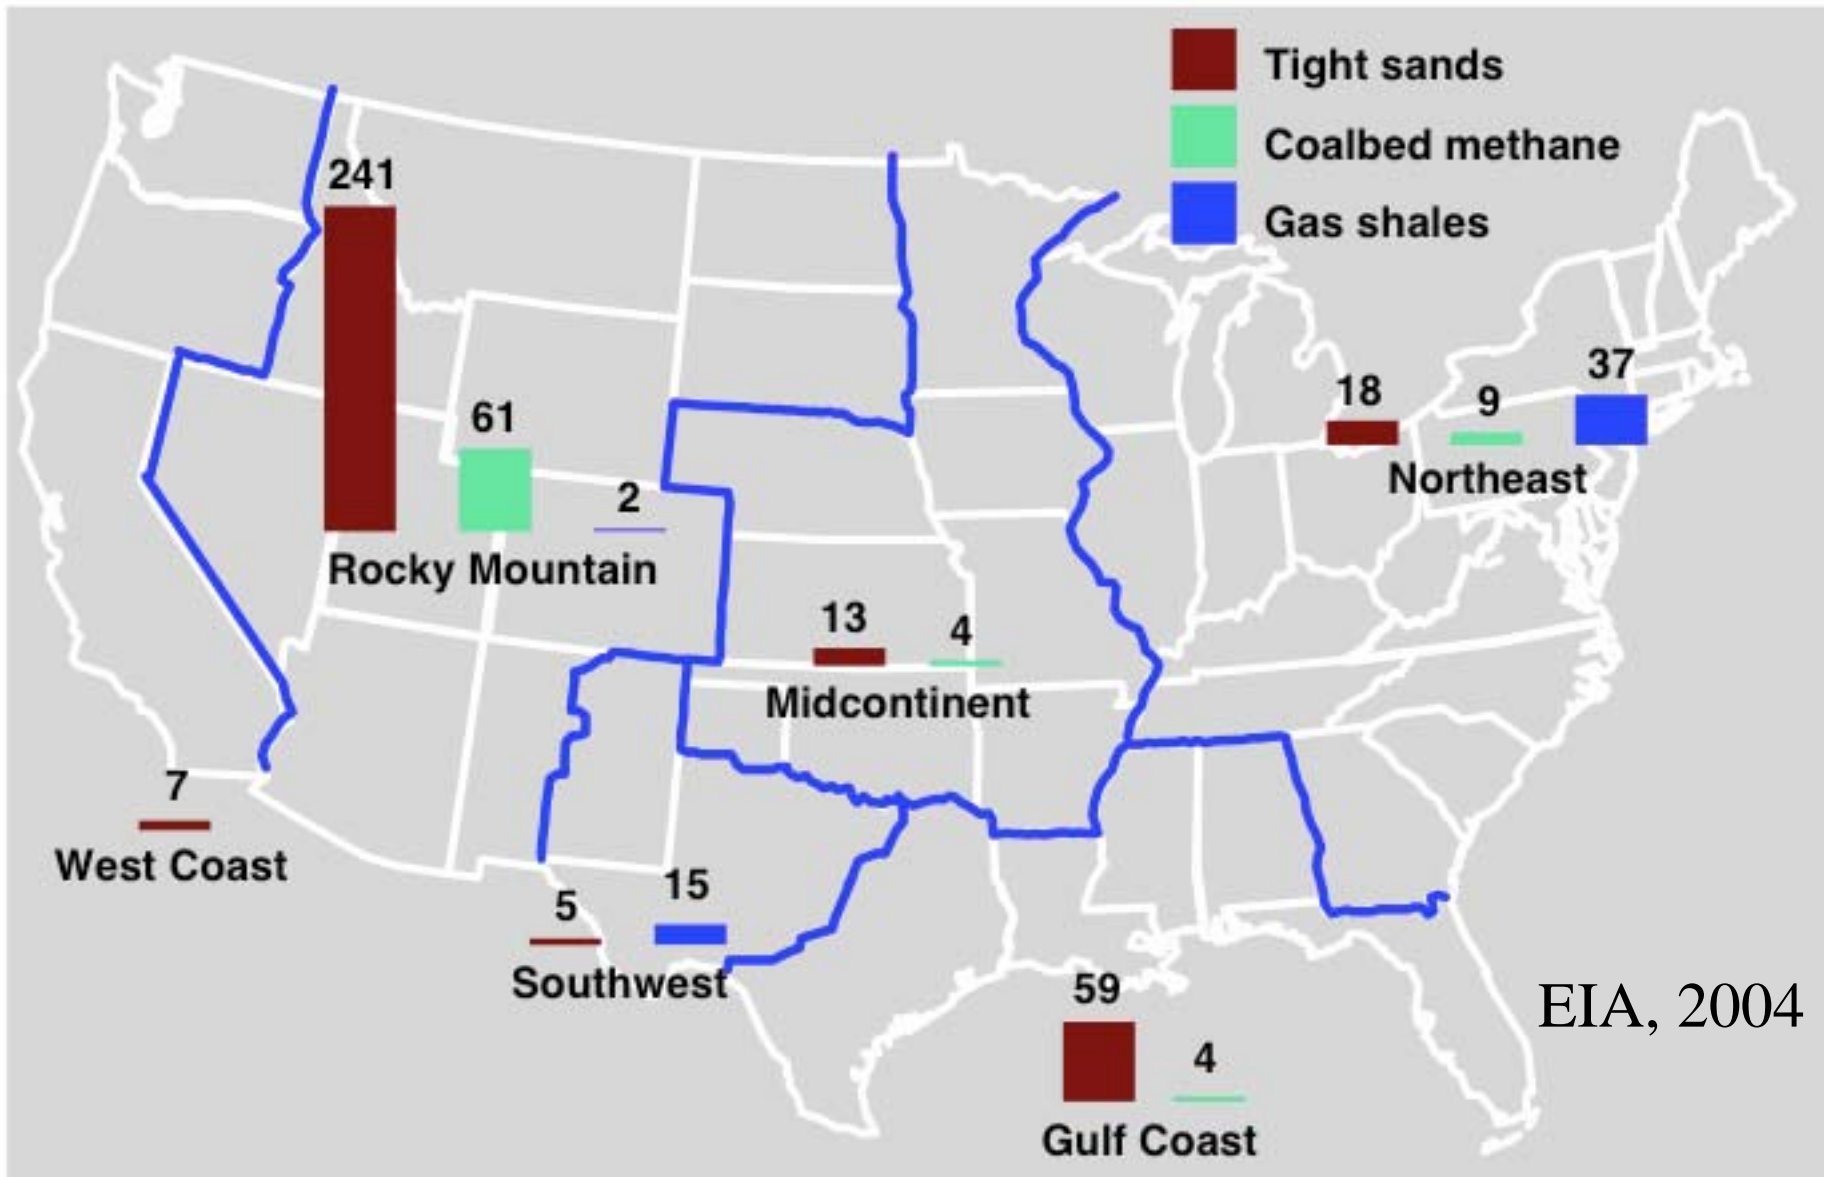 Tight sands
Coalbed methane
Gas shales
241
61
2
Rocky Mountain
18
9
37
Northeast
13
4
Midcontinent
7
West Coast
5
15
Southwest
59
4
Gulf Coast
EIA, 2004